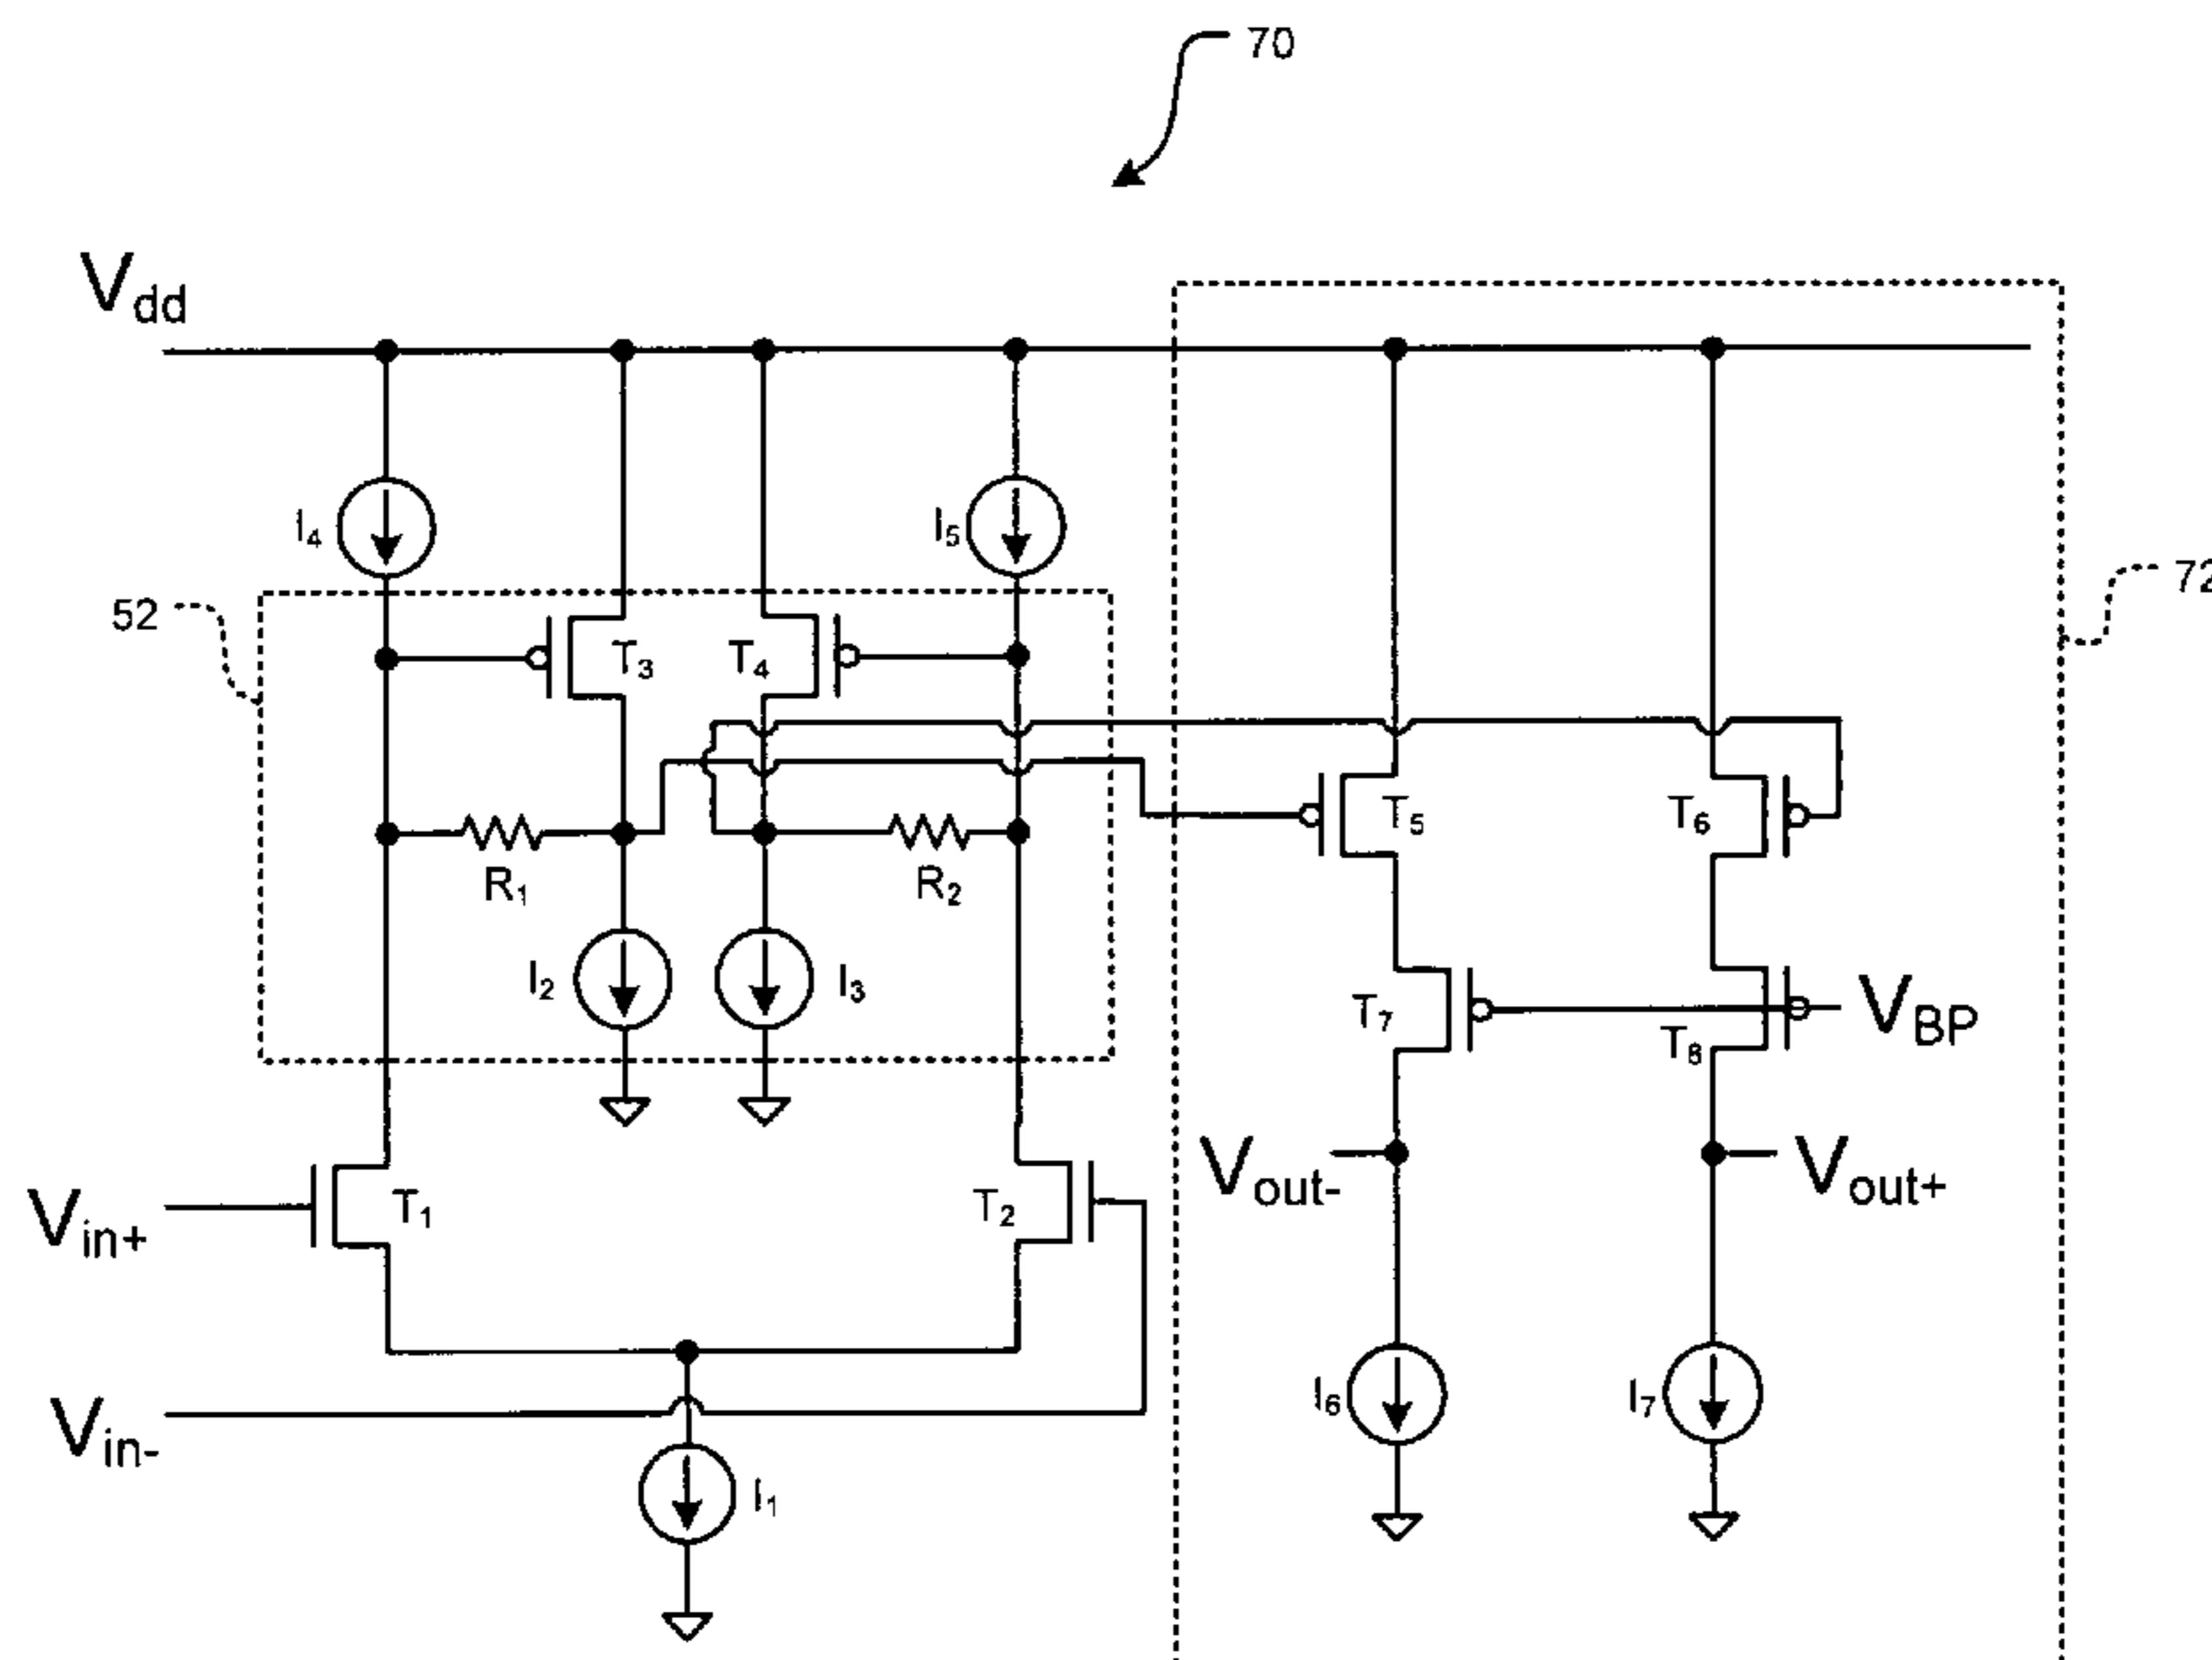 70
Vdd
I4
I5
72
52
T3
T4
T5
T6
R1
R2
I2
I3
T7
T8
VBP
Vout-
Vout+
Vin+
T1
T2
I6
I7
Vin-
I1